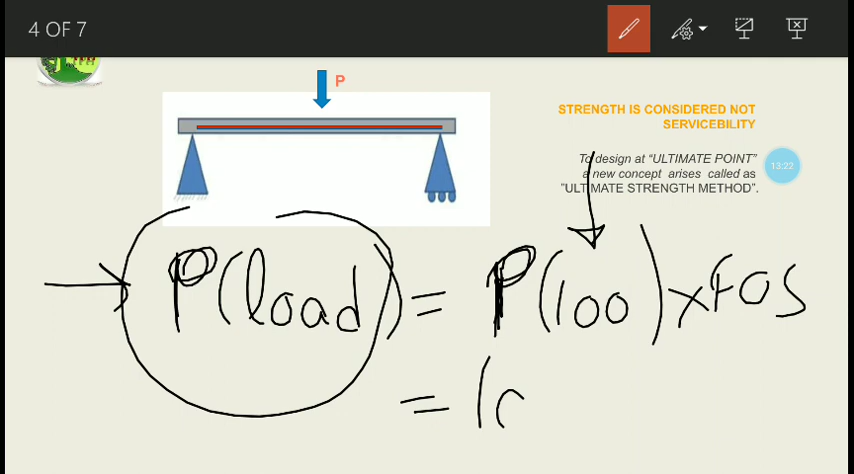 4 OF 7
P
STRENGTH IS CONSIDERED NOT
SERVICEBILITY
To design at “ULTIMATE POINT”
a new concept arises called as
"ULTIMATE STRENGTH METHOD".
13:22
P(load) = P(100) x FOS
= 10